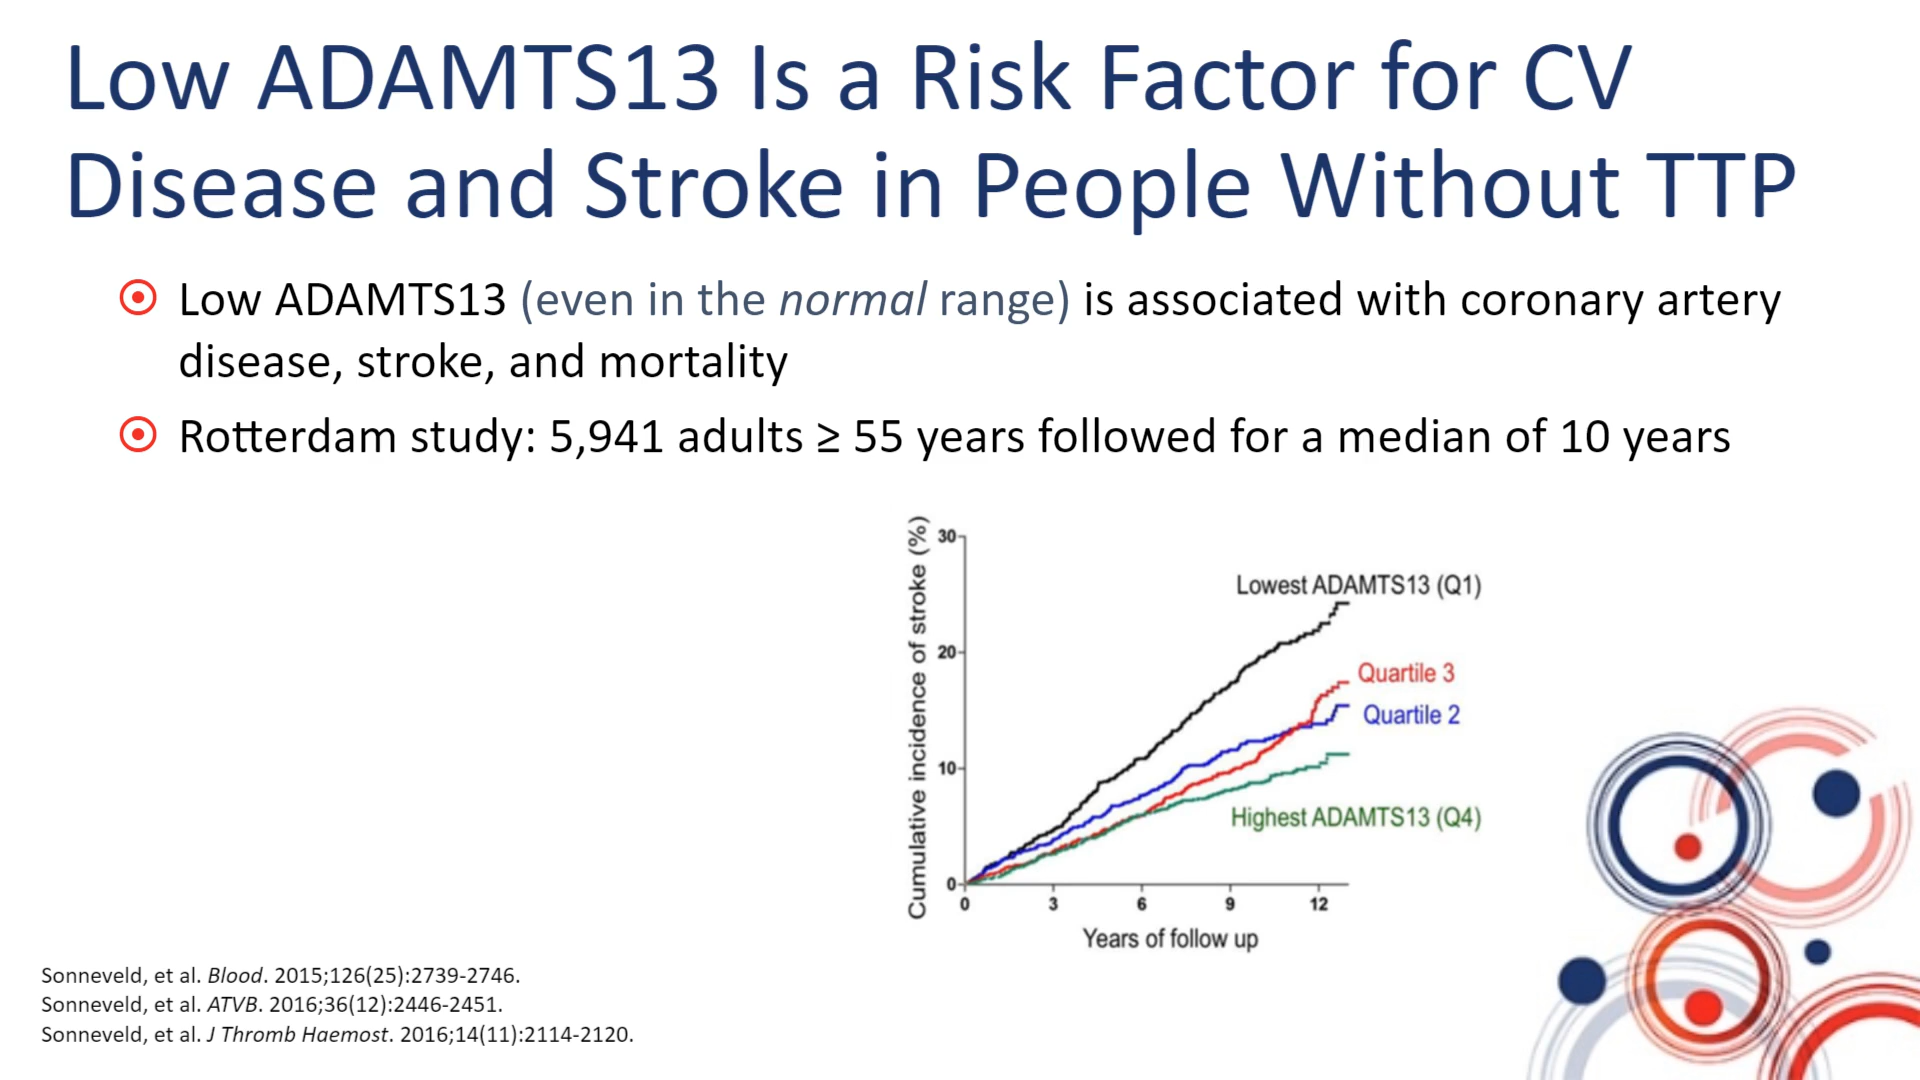 Low ADAMTS13 Is a Risk Factor for CV
Disease and Stroke in People Without TTP
Low ADAMTS13 (even in the normal range) is associated with coronary artery
disease, stroke, and mortality
Rotterdam study: 5,941 adults ≥ 55 years followed for a median of 10 years
Cumulative incidence of stroke (%)
30
20
10
0
Lowest ADAMTS13 (Q1)
Quartile 3
Quartile 2
Highest ADAMTS13 (Q4)
0 3 6 9 12
Years of follow up
Sonneveld, et al. Blood. 2015;126(25):2739-2746.
Sonneveld, et al. ATVB. 2016;36(12):2446-2451.
Sonneveld, et al. J Thromb Haemost. 2016;14(11):2114-2120.